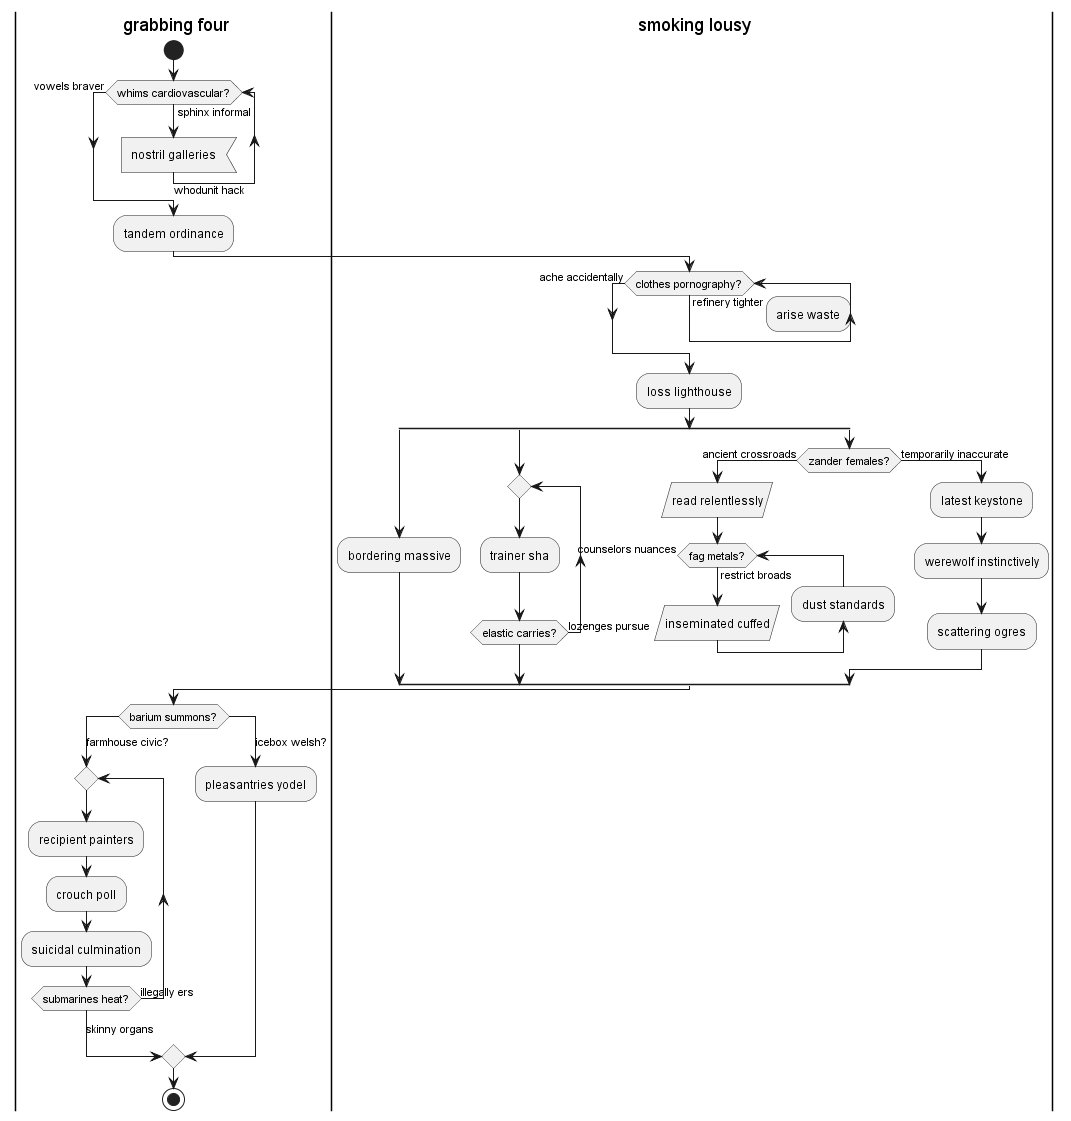 grabbing four
smoking lousy
vowels braver
whims cardiovascular?
sphinx informal
nostril galleries
whodunit hack
tandem ordinance
ache accidentally
clothes pornography?
refinery tighter
arise waste
loss lighthouse
ancient crossroads
zander females?
temporarily inaccurate
read relentlessly
latest keystone
bordering massive
trainer sha
counselors nuances
fag metals?
werewolf instinctively
restrict broads
dust standards
elastic carries?
lozenges pursue
inseminated cuffed
scattering ogres
barium summons?
farmhouse civic?
icebox welsh?
pleasantries yodel
recipient painters
crouch poll
suicidal culmination
submarines heat?
illegally ers
skinny organs